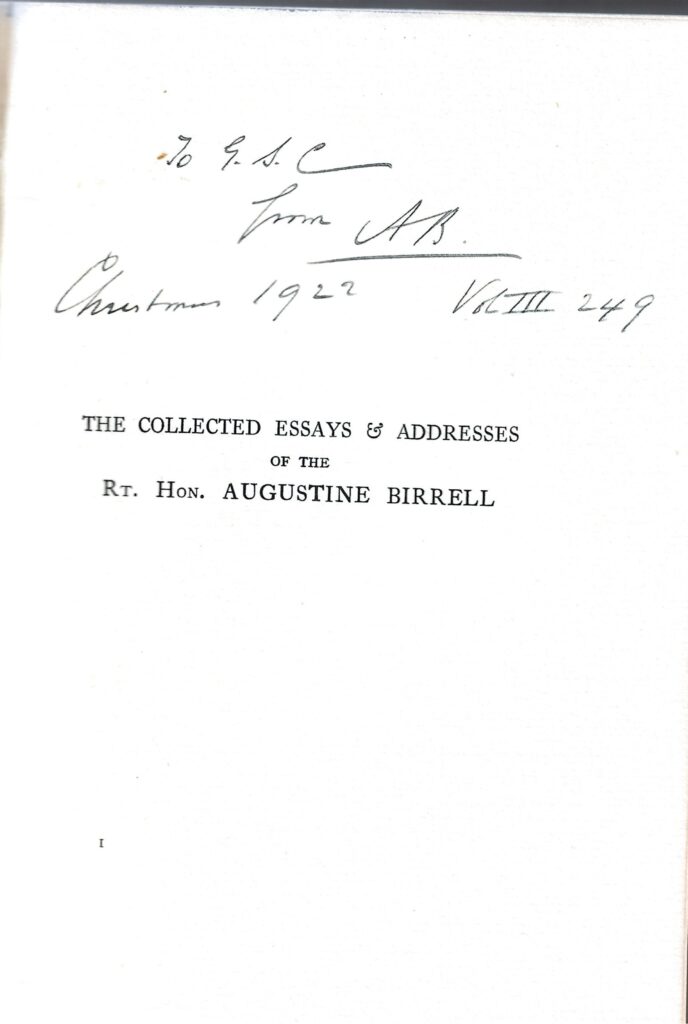 To G. S. C
from A B.
Christmas 1922 Vol III 249
THE COLLECTED ESSAYS & ADDRESSES
OF THE
RT. HON. AUGUSTINE BIRRELL
I